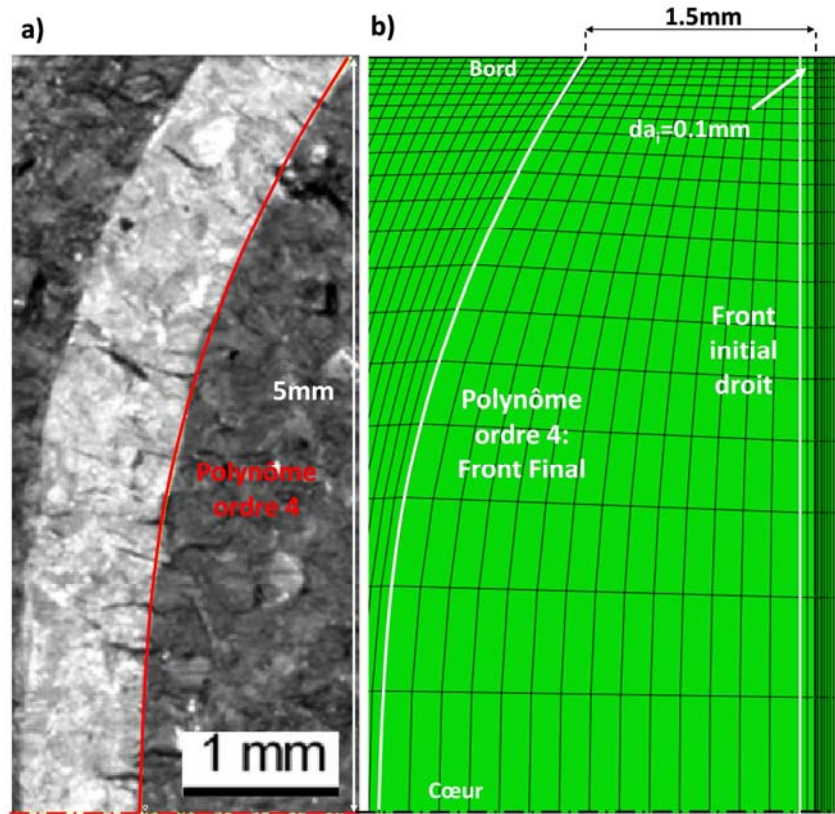 a)
b)
1.5mm
Bord
da₁=0.1mm
Front
initial
droit
5mm
Polynôme
ordre 4:
Front Final
Polynôme
ordre 4
1 mm
Cœur